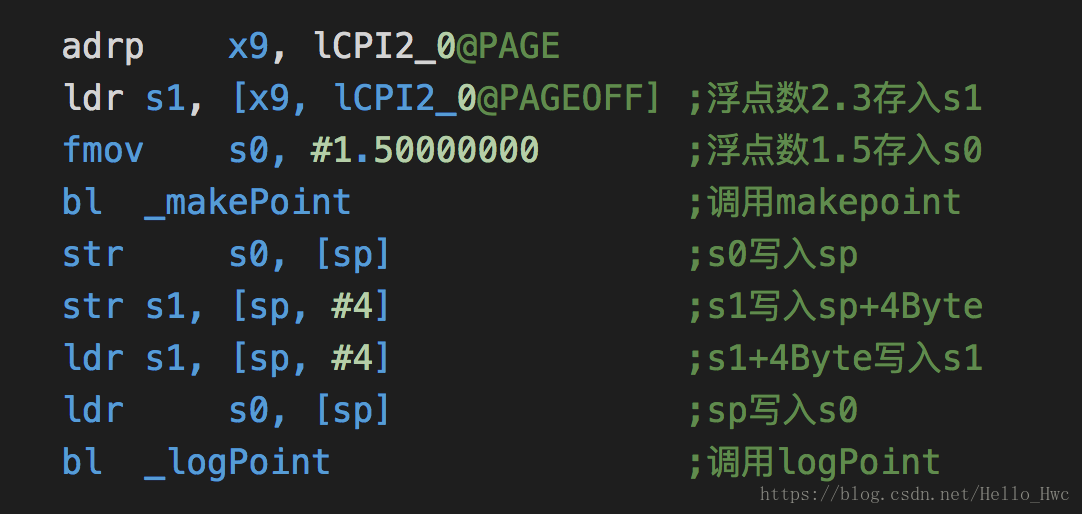 adrp x9, lCPI2_0@PAGE
ldr s1, [x9, lCPI2_0@PAGEOFF] ;浮点数2.3存入s1
fmov s0, #1.50000000 ;浮点数1.5存入s0
bl _makePoint ;调用makepoint
str s0, [sp] ;s0写入sp
str s1, [sp, #4] ;s1写入sp+4Byte
ldr s1, [sp, #4] ;s1+4Byte写入s1
ldr s0, [sp] ;sp写入s0
bl _logPoint ;调用logPoint
https://blog.csdn.net/Hello_Hwc